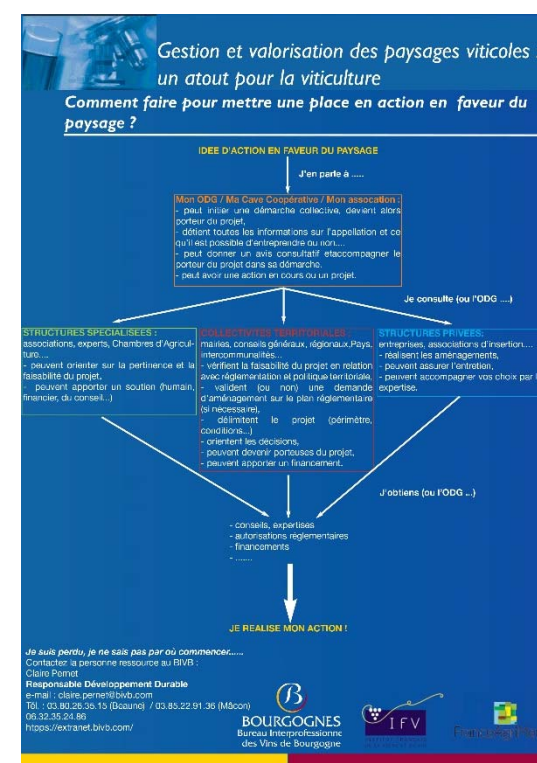 Gestion et valorisation des paysages viticoles :
un atout pour la viticulture
Comment faire pour mettre une place en action en faveur du
paysage ?
IDEE D'ACTION EN FAVEUR DU PAYSAGE
J'en parle à .....
Mon ODG / Ma Cave Coopérative / Mon assocation :
- peut initier une démarche collective, devient alors
porteur du projet,
- détient toutes les informations sur l'appellation et ce
qu'il est possible d'entreprendre ou non....
- peut donner un avis consultatif etaccompagner le
porteur du projet dans sa démarche.
- peut avoir une action en cours ou un projet.
Je consulte (ou l'ODG ....)
STRUCTURES SPECIALISEES :
associations, experts, Chambres d'Agricul-
ture....
- peuvent orienter sur la pertinence et la
faisabilité du projet,
- peuvent apporter un soutien (humain,
financier, du conseil...)
COLLECTIVITES TERRITORIALES :
mairies, conseils généraux, régionaux,Pays,
intercommunalités...
- vérifient la faisabilité du projet en relation
avec réglementation et politique territoriale,
- valident (ou non) une demande
d'aménagement sur le plan réglementaire
(si nécessaire),
- délimitent le projet (périmètre,
conditions...)
- orientent les décisions,
- peuvent devenir porteuses du projet,
- peuvent apporter un financement.
STRUCTURES PRIVEES:
entreprises, associations d'insertion....
- réalisent les aménagements,
- peuvent assurer l'entretien,
- peuvent accompagner vos choix par l
expertise.
J'obtiens (ou l'ODG ...)
- conseils, expertises
- autorisations réglementaires
- financements
- .......
JE REALISE MON ACTION !
Je suis perdu, je ne sais pas par où commencer.....
Contactez la personne ressource au BIVB :
Claire Pernet
Responsable Développement Durable
e-mail : claire.pernet@bivb.com
Tél. : 03.80.26.35.15 (Beaune) / 03.85.22.91.36 (Mâcon)
06.32.35.24.86
htpps://extranet.bivb.com/
B
BOURGOGNES
Bureau Interprofessionnel
des Vins de Bourgogne
IFV